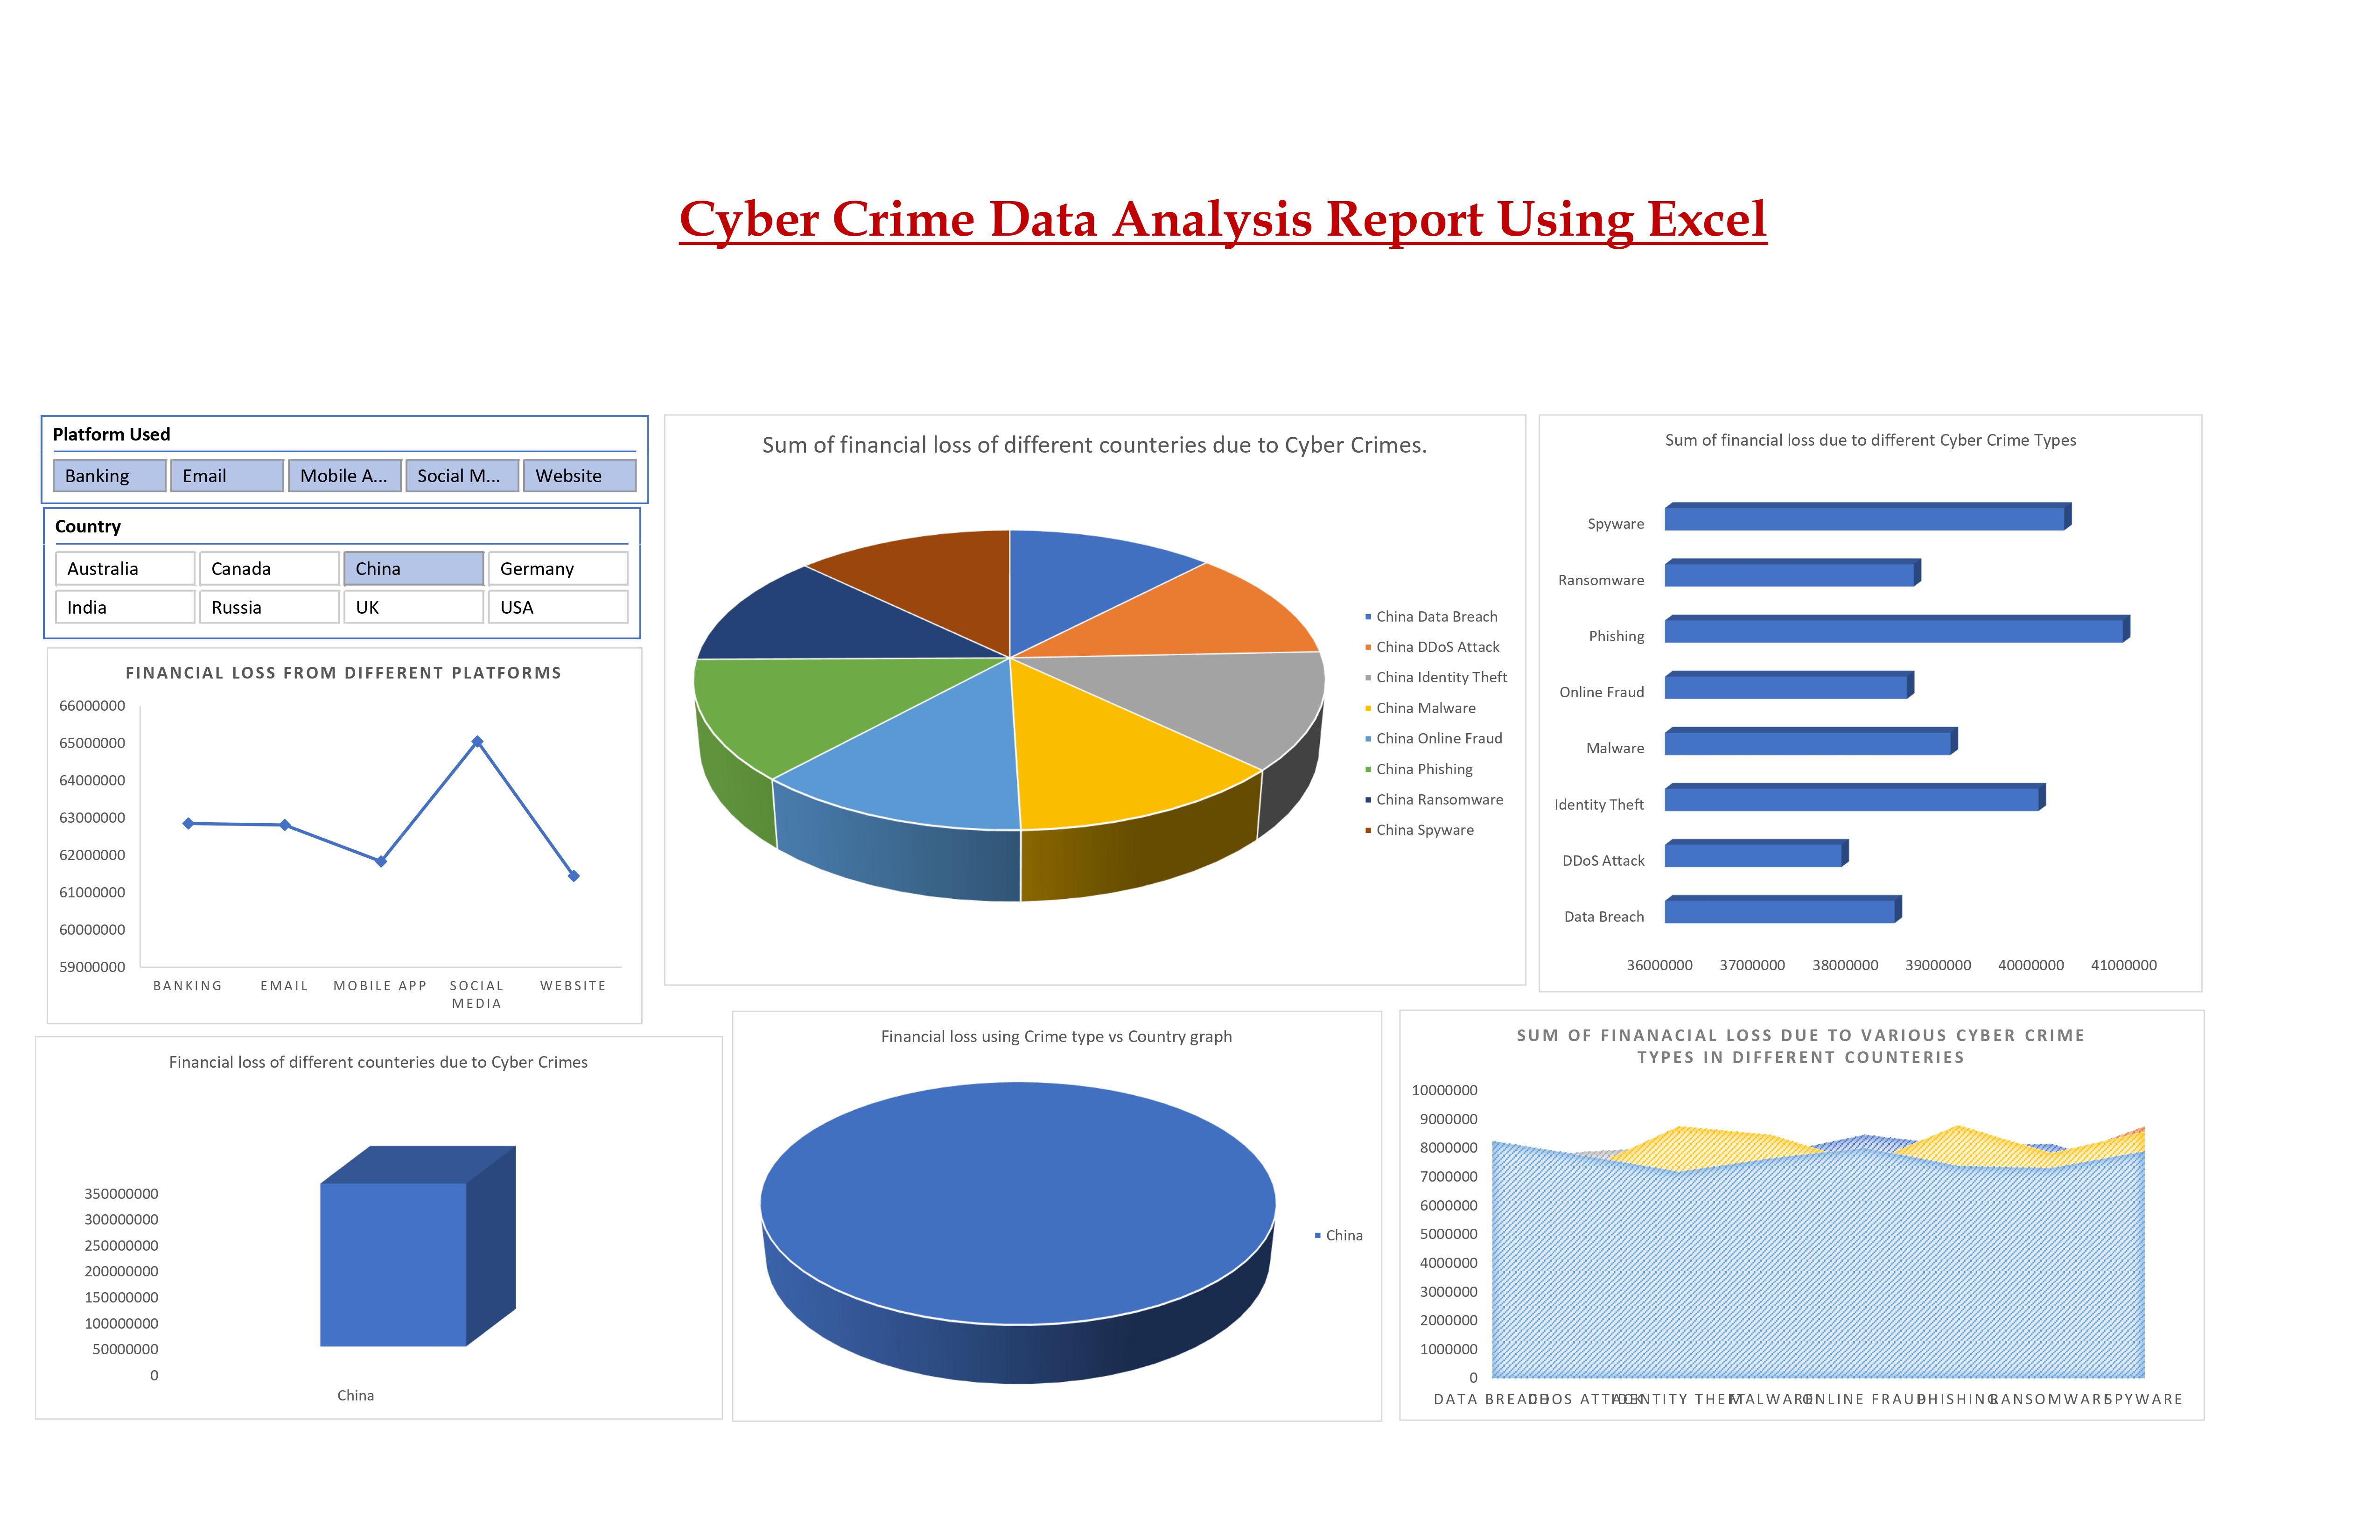 Cyber Crime Data Analysis Report Using Excel
Platform Used
Banking
Email
Mobile A...
Social M...
Website
Country
Australia
Canada
China
Germany
India
Russia
UK
USA
FINANCIAL LOSS FROM DIFFERENT PLATFORMS
66000000
65000000
64000000
63000000
62000000
61000000
60000000
59000000
BANKING
EMAIL
MOBILE APP
SOCIAL
MEDIA
WEBSITE
Sum of financial loss of different counteries due to Cyber Crimes.
China Data Breach
China DDoS Attack
China Identity Theft
China Malware
China Online Fraud
China Phishing
China Ransomware
China Spyware
Sum of financial loss due to different Cyber Crime Types
Spyware
Ransomware
Phishing
Online Fraud
Malware
Identity Theft
DDoS Attack
Data Breach
36000000 37000000 38000000 39000000 40000000 41000000
Financial loss of different counteries due to Cyber Crimes
350000000
300000000
250000000
200000000
150000000
100000000
50000000
0
China
Financial loss using Crime type vs Country graph
China
SUM OF FINANACIAL LOSS DUE TO VARIOUS CYBER CRIME
TYPES IN DIFFERENT COUNTERIES
10000000
9000000
8000000
7000000
6000000
5000000
4000000
3000000
2000000
1000000
0
DATA BREACH DDOS ATTACK IDENTITY THEFT MALWARE ONLINE FRAUD PHISHING RANSOMWARE SPYWARE